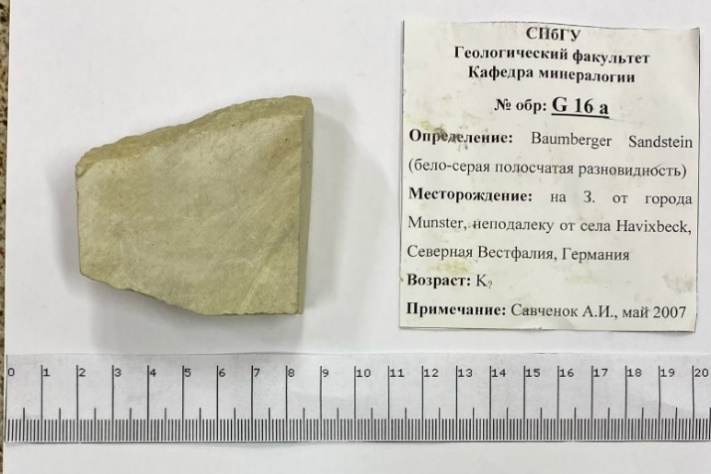 СПбГУ
Геологический факультет
Кафедра минералогии
№ обр: G 16 а
Определение: Baumberger Sandstein
(бело-серая полосчатая разновидность)
Месторождение: на З. от города
Munster, неподалеку от села Havixbeck,
Северная Вестфалия, Германия
Возраст: K₂
Примечание: Савченок А.И., май 2007
0 1 2 3 4 5 6 7 8 9 10 11 12 13 14 15 16 17 18 19 20